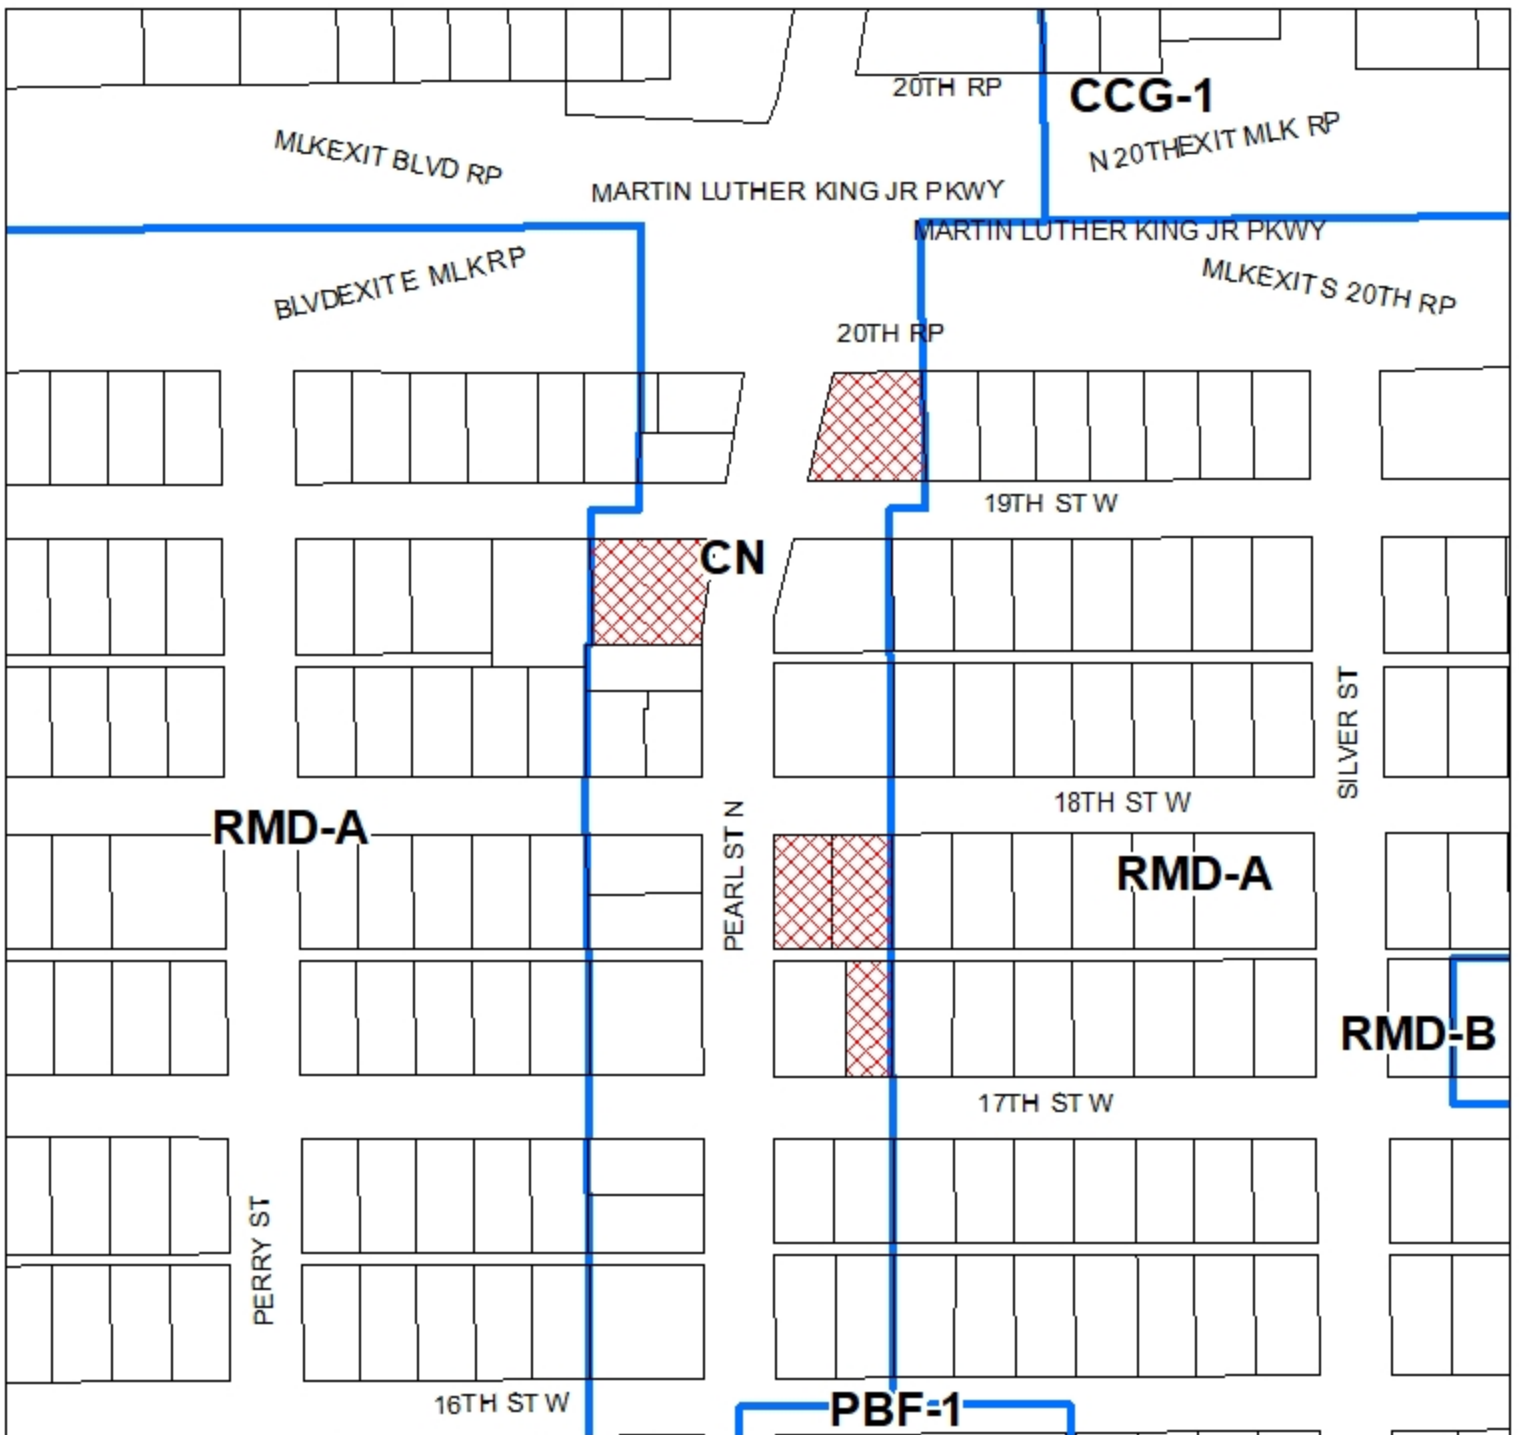 20TH RP
CCG-1
N 20THEXIT MLK RP
MLKEXIT BLVD RP
MARTIN LUTHER KING JR PKWY
MARTIN LUTHER KING JR PKWY
BLVDEXIT E MLK RP
MLKEXIT S 20TH RP
20TH RP
19TH ST W
CN
SILVER ST
18TH ST W
RMD-A
PEARL ST N
RMD-A
RMD-B
17TH ST W
PERRY ST
16TH ST W
PBF-1